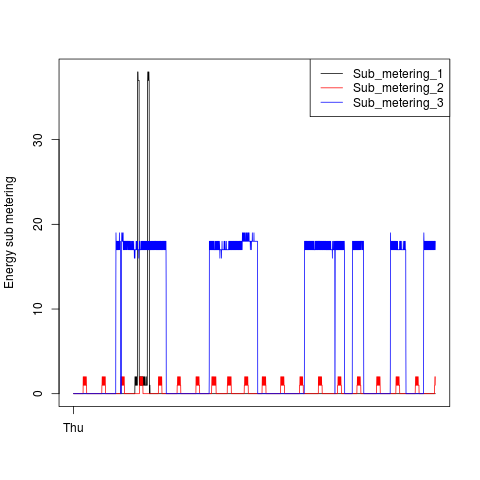 Sub_metering_1
Sub_metering_2
Sub_metering_3
Energy sub metering
30
20
10
0
Thu